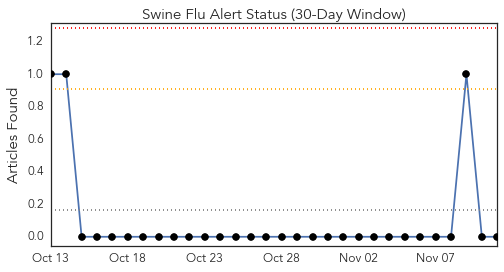 Swine Flu Alert Status (30-Day Window)
Articles Found
1.2
1.0
0.8
0.6
0.4
0.2
0.0
Oct 13 Oct 18 Oct 23 Oct 28 Nov 02 Nov 07